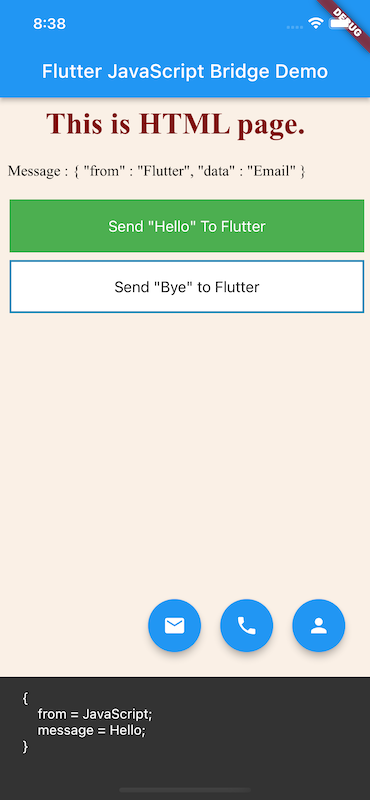 8:38
DEBUG
Flutter JavaScript Bridge Demo
This is HTML page.
Message : { "from" : "Flutter", "data" : "Email" }
Send "Hello" To Flutter
Send "Bye" to Flutter
{
from = JavaScript;
message = Hello;
}